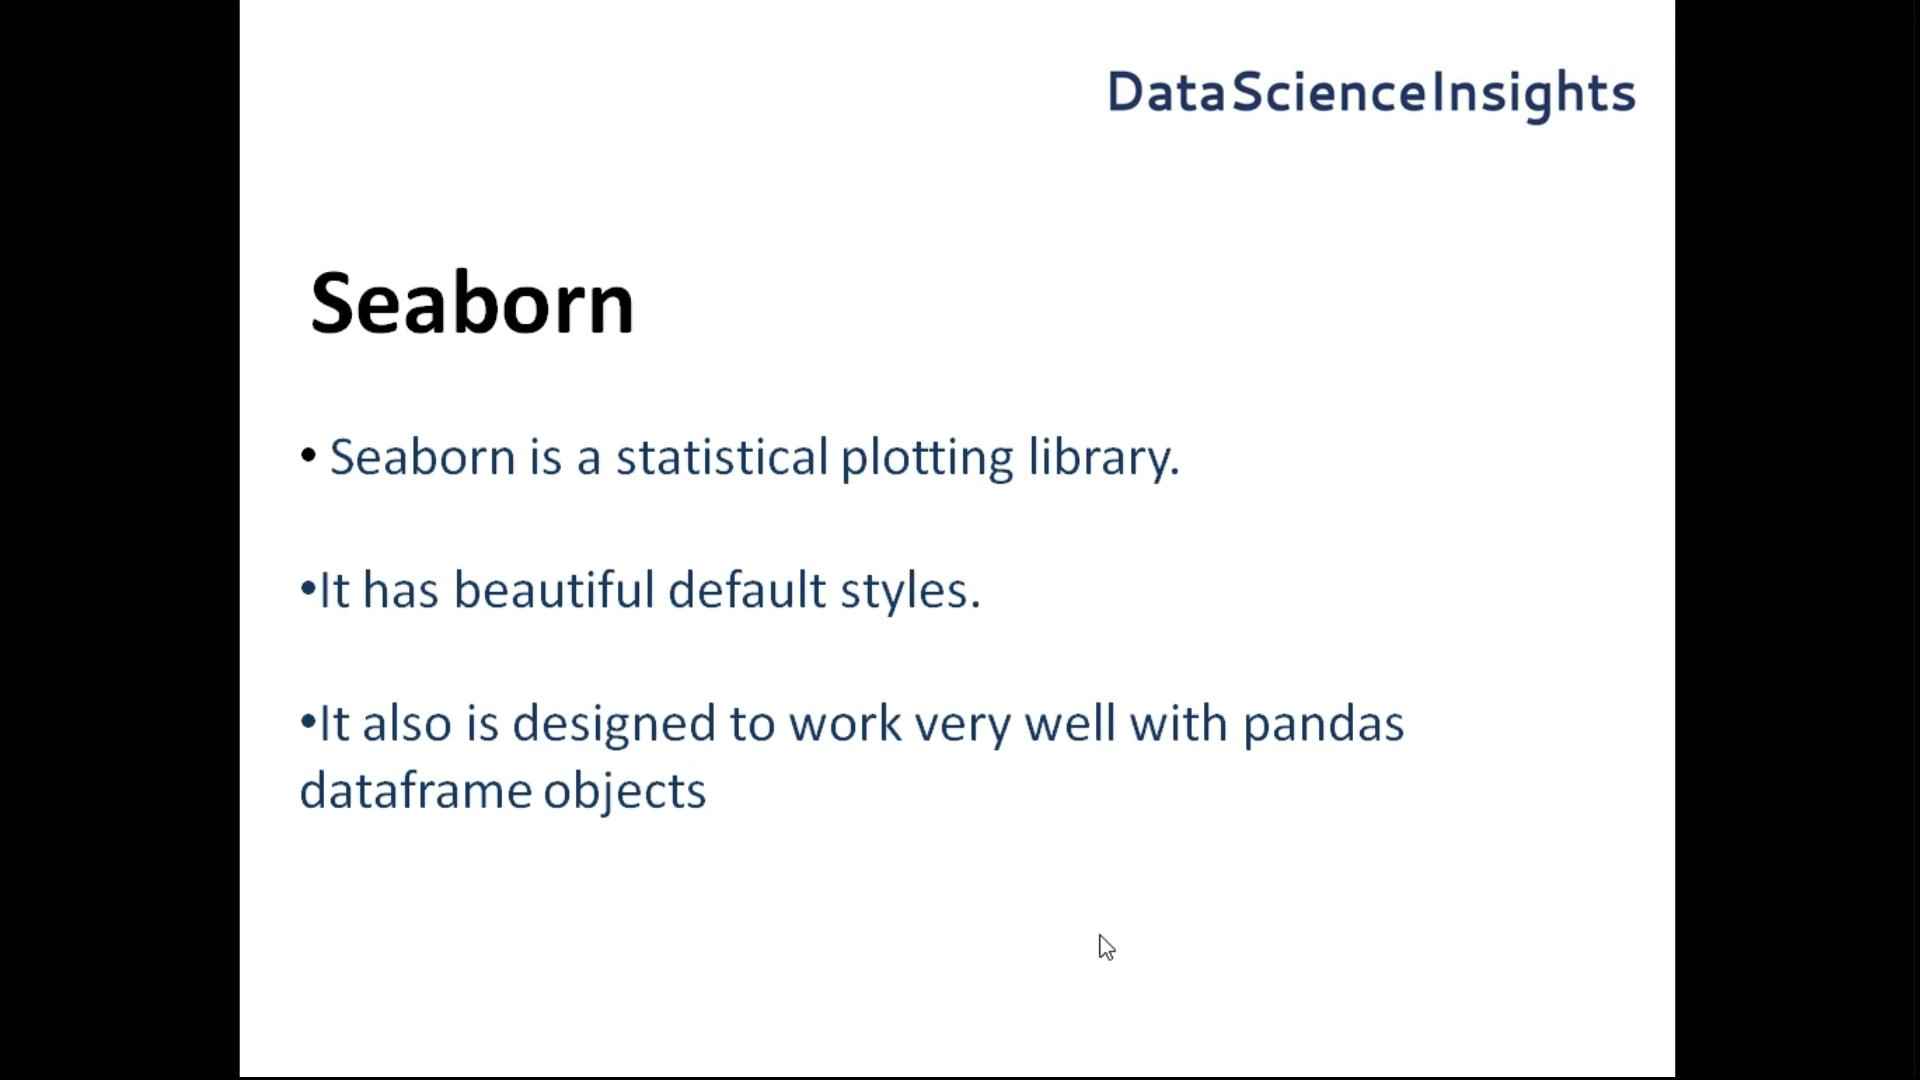 DataScienceInsights
Seaborn
• Seaborn is a statistical plotting library.
•It has beautiful default styles.
•It also is designed to work very well with pandas
dataframe objects